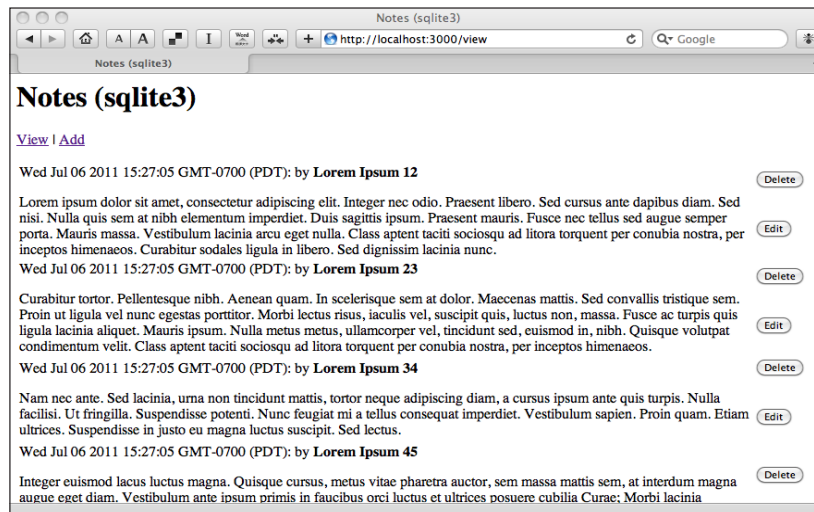 Notes (sqlite3)
A A I Word http://localhost:3000/view Google
Notes (sqlite3)
Notes (sqlite3)
View | Add
Wed Jul 06 2011 15:27:05 GMT-0700 (PDT): by Lorem Ipsum 12
Delete
Lorem ipsum dolor sit amet, consectetur adipiscing elit. Integer nec odio. Praesent libero. Sed cursus ante dapibus diam. Sed
nisi. Nulla quis sem at nibh elementum imperdiet. Duis sagittis ipsum. Praesent mauris. Fusce nec tellus sed augue semper
porta. Mauris massa. Vestibulum lacinia arcu eget nulla. Class aptent taciti sociosqu ad litora torquent per conubia nostra, per
inceptos himenaeos. Curabitur sodales ligula in libero. Sed dignissim lacinia nunc.
Edit
Wed Jul 06 2011 15:27:05 GMT-0700 (PDT): by Lorem Ipsum 23
Delete
Curabitur tortor. Pellentesque nibh. Aenean quam. In scelerisque sem at dolor. Maecenas mattis. Sed convallis tristique sem.
Proin ut ligula vel nunc egestas porttitor. Morbi lectus risus, iaculis vel, suscipit quis, luctus non, massa. Fusce ac turpis quis
ligula lacinia aliquet. Mauris ipsum. Nulla metus metus, ullamcorper vel, tincidunt sed, euismod in, nibh. Quisque volutpat
condimentum velit. Class aptent taciti sociosqu ad litora torquent per conubia nostra, per inceptos himenaeos.
Edit
Wed Jul 06 2011 15:27:05 GMT-0700 (PDT): by Lorem Ipsum 34
Delete
Nam nec ante. Sed lacinia, urna non tincidunt mattis, tortor neque adipiscing diam, a cursus ipsum ante quis turpis. Nulla
facilisi. Ut fringilla. Suspendisse potenti. Nunc feugiat mi a tellus consequat imperdiet. Vestibulum sapien. Proin quam. Etiam
ultrices. Suspendisse in justo eu magna luctus suscipit. Sed lectus.
Edit
Wed Jul 06 2011 15:27:05 GMT-0700 (PDT): by Lorem Ipsum 45
Delete
Integer euismod lacus luctus magna. Quisque cursus, metus vitae pharetra auctor, sem massa mattis sem, at interdum magna
augue eget diam. Vestibulum ante ipsum primis in faucibus orci luctus et ultrices posuere cubilia Curae; Morbi lacinia